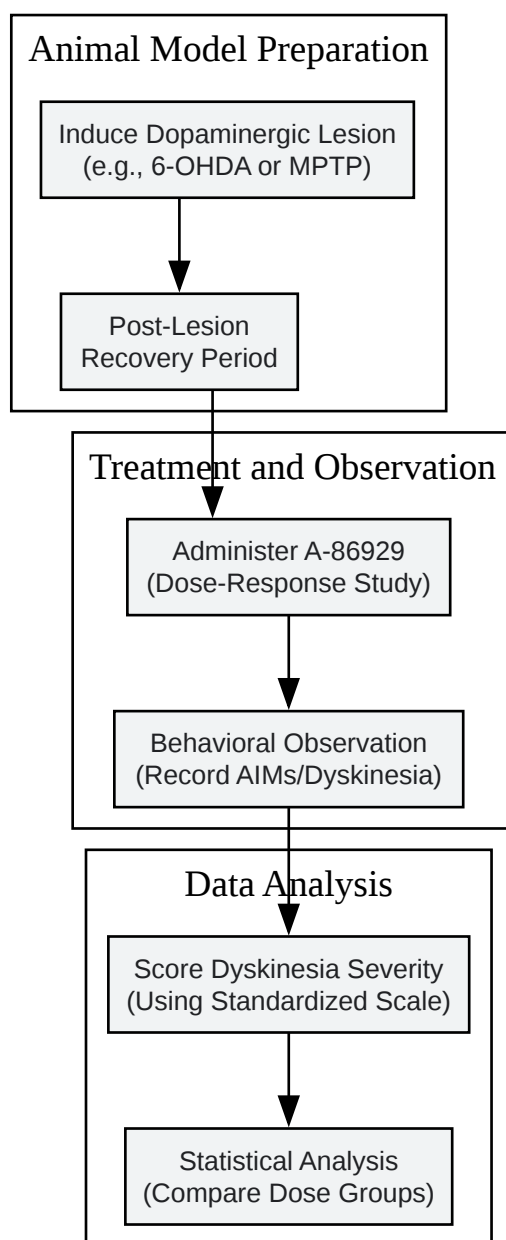 Animal Model Preparation
Induce Dopaminergic Lesion
(e.g., 6-OHDA or MPTP)
Post-Lesion
Recovery Period
Treatment and Observation
Administer A-86929
(Dose-Response Study)
Behavioral Observation
(Record AIMs/Dyskinesia)
Data Analysis
Score Dyskinesia Severity
(Using Standardized Scale)
Statistical Analysis
(Compare Dose Groups)